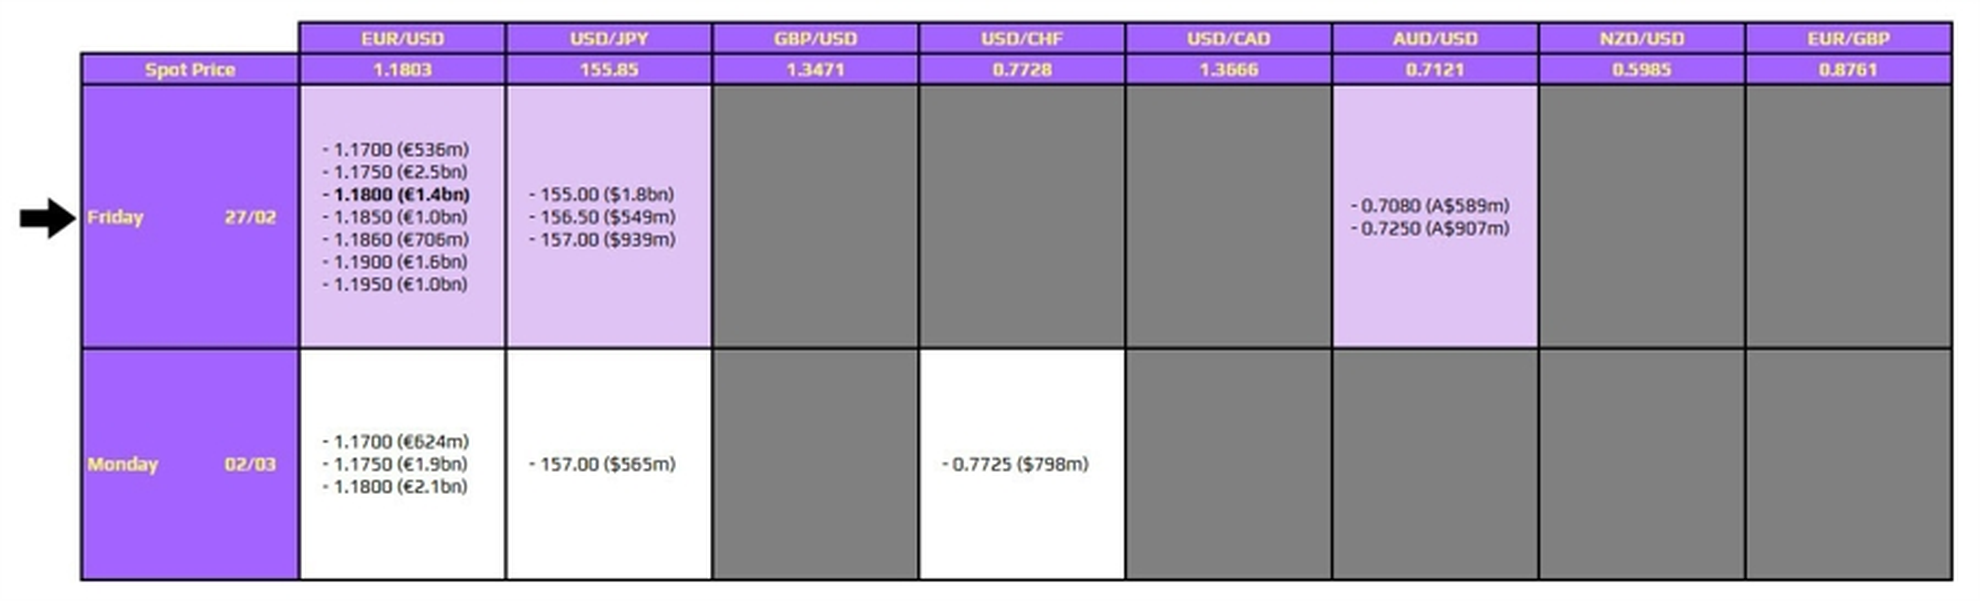 EUR/USD USD/JPY GBP/USD USD/CHF USD/CAD AUD/USD NZD/USD EUR/GBP
Spot Price 1.1803 155.85 1.3471 0.7728 1.3666 0.7121 0.5985 0.8761
Friday 27/02
- 1.1700 (€536m)
- 1.1750 (€2.5bn)
- 1.1800 (€1.4bn)
- 1.1850 (€1.0bn)
- 1.1860 (€706m)
- 1.1900 (€1.6bn)
- 1.1950 (€1.0bn)
- 155.00 ($1.8bn)
- 156.50 ($549m)
- 157.00 ($939m)
- 0.7080 (A$589m)
- 0.7250 (A$907m)
Monday 02/03
- 1.1700 (€624m)
- 1.1750 (€1.9bn)
- 1.1800 (€2.1bn)
- 157.00 ($565m)
- 0.7725 ($798m)